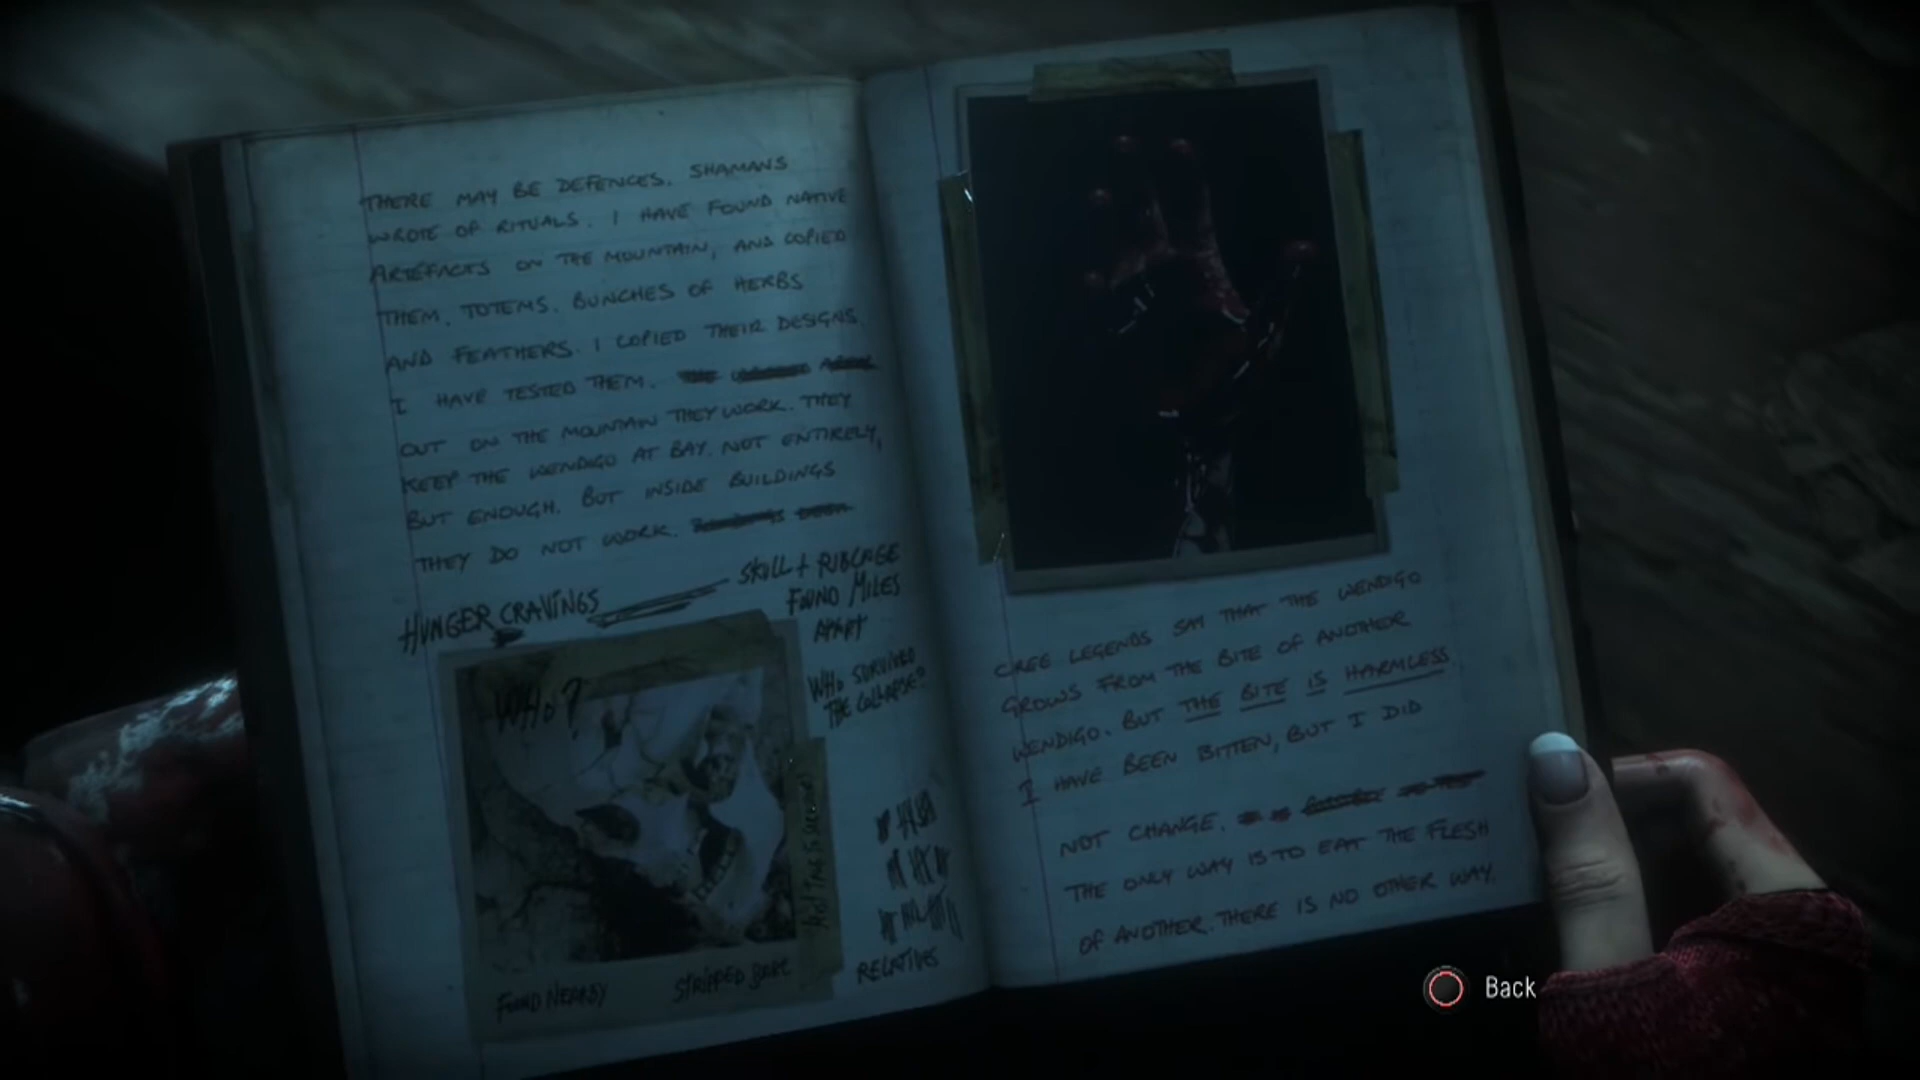 THERE MAY BE DEFENCES. SHAMANS
WROTE OF RITUALS. I HAVE FOUND NATIVE
ARTEFACTS ON THE MOUNTAIN, AND COPIED
THEM. TOTEMS. BUNCHES OF HERBS
AND FEATHERS. I COPIED THEIR DESIGNS.
I HAVE TESTED THEM.
OUT ON THE MOUNTAIN THEY WORK. THEY
KEEP THE WENDIGO AT BAY. NOT ENTIRELY,
BUT ENOUGH. BUT INSIDE BUILDINGS
THEY DO NOT WORK.
HUNGER CRAVINGS
SKULL + RIBCAGE
FOUND MILES
APART
WHO SURVIVED
THE COLLAPSE?
WHO?
FOUND NEARBY
STRIPPED BARE
RELATIVES
CREE LEGENDS SAY THAT THE WENDIGO
GROWS FROM THE BITE OF ANOTHER
WENDIGO. BUT THE BITE IS HARMLESS.
I HAVE BEEN BITTEN, BUT I DID
NOT CHANGE.
THE ONLY WAY IS TO EAT THE FLESH
OF ANOTHER. THERE IS NO OTHER WAY.
Back